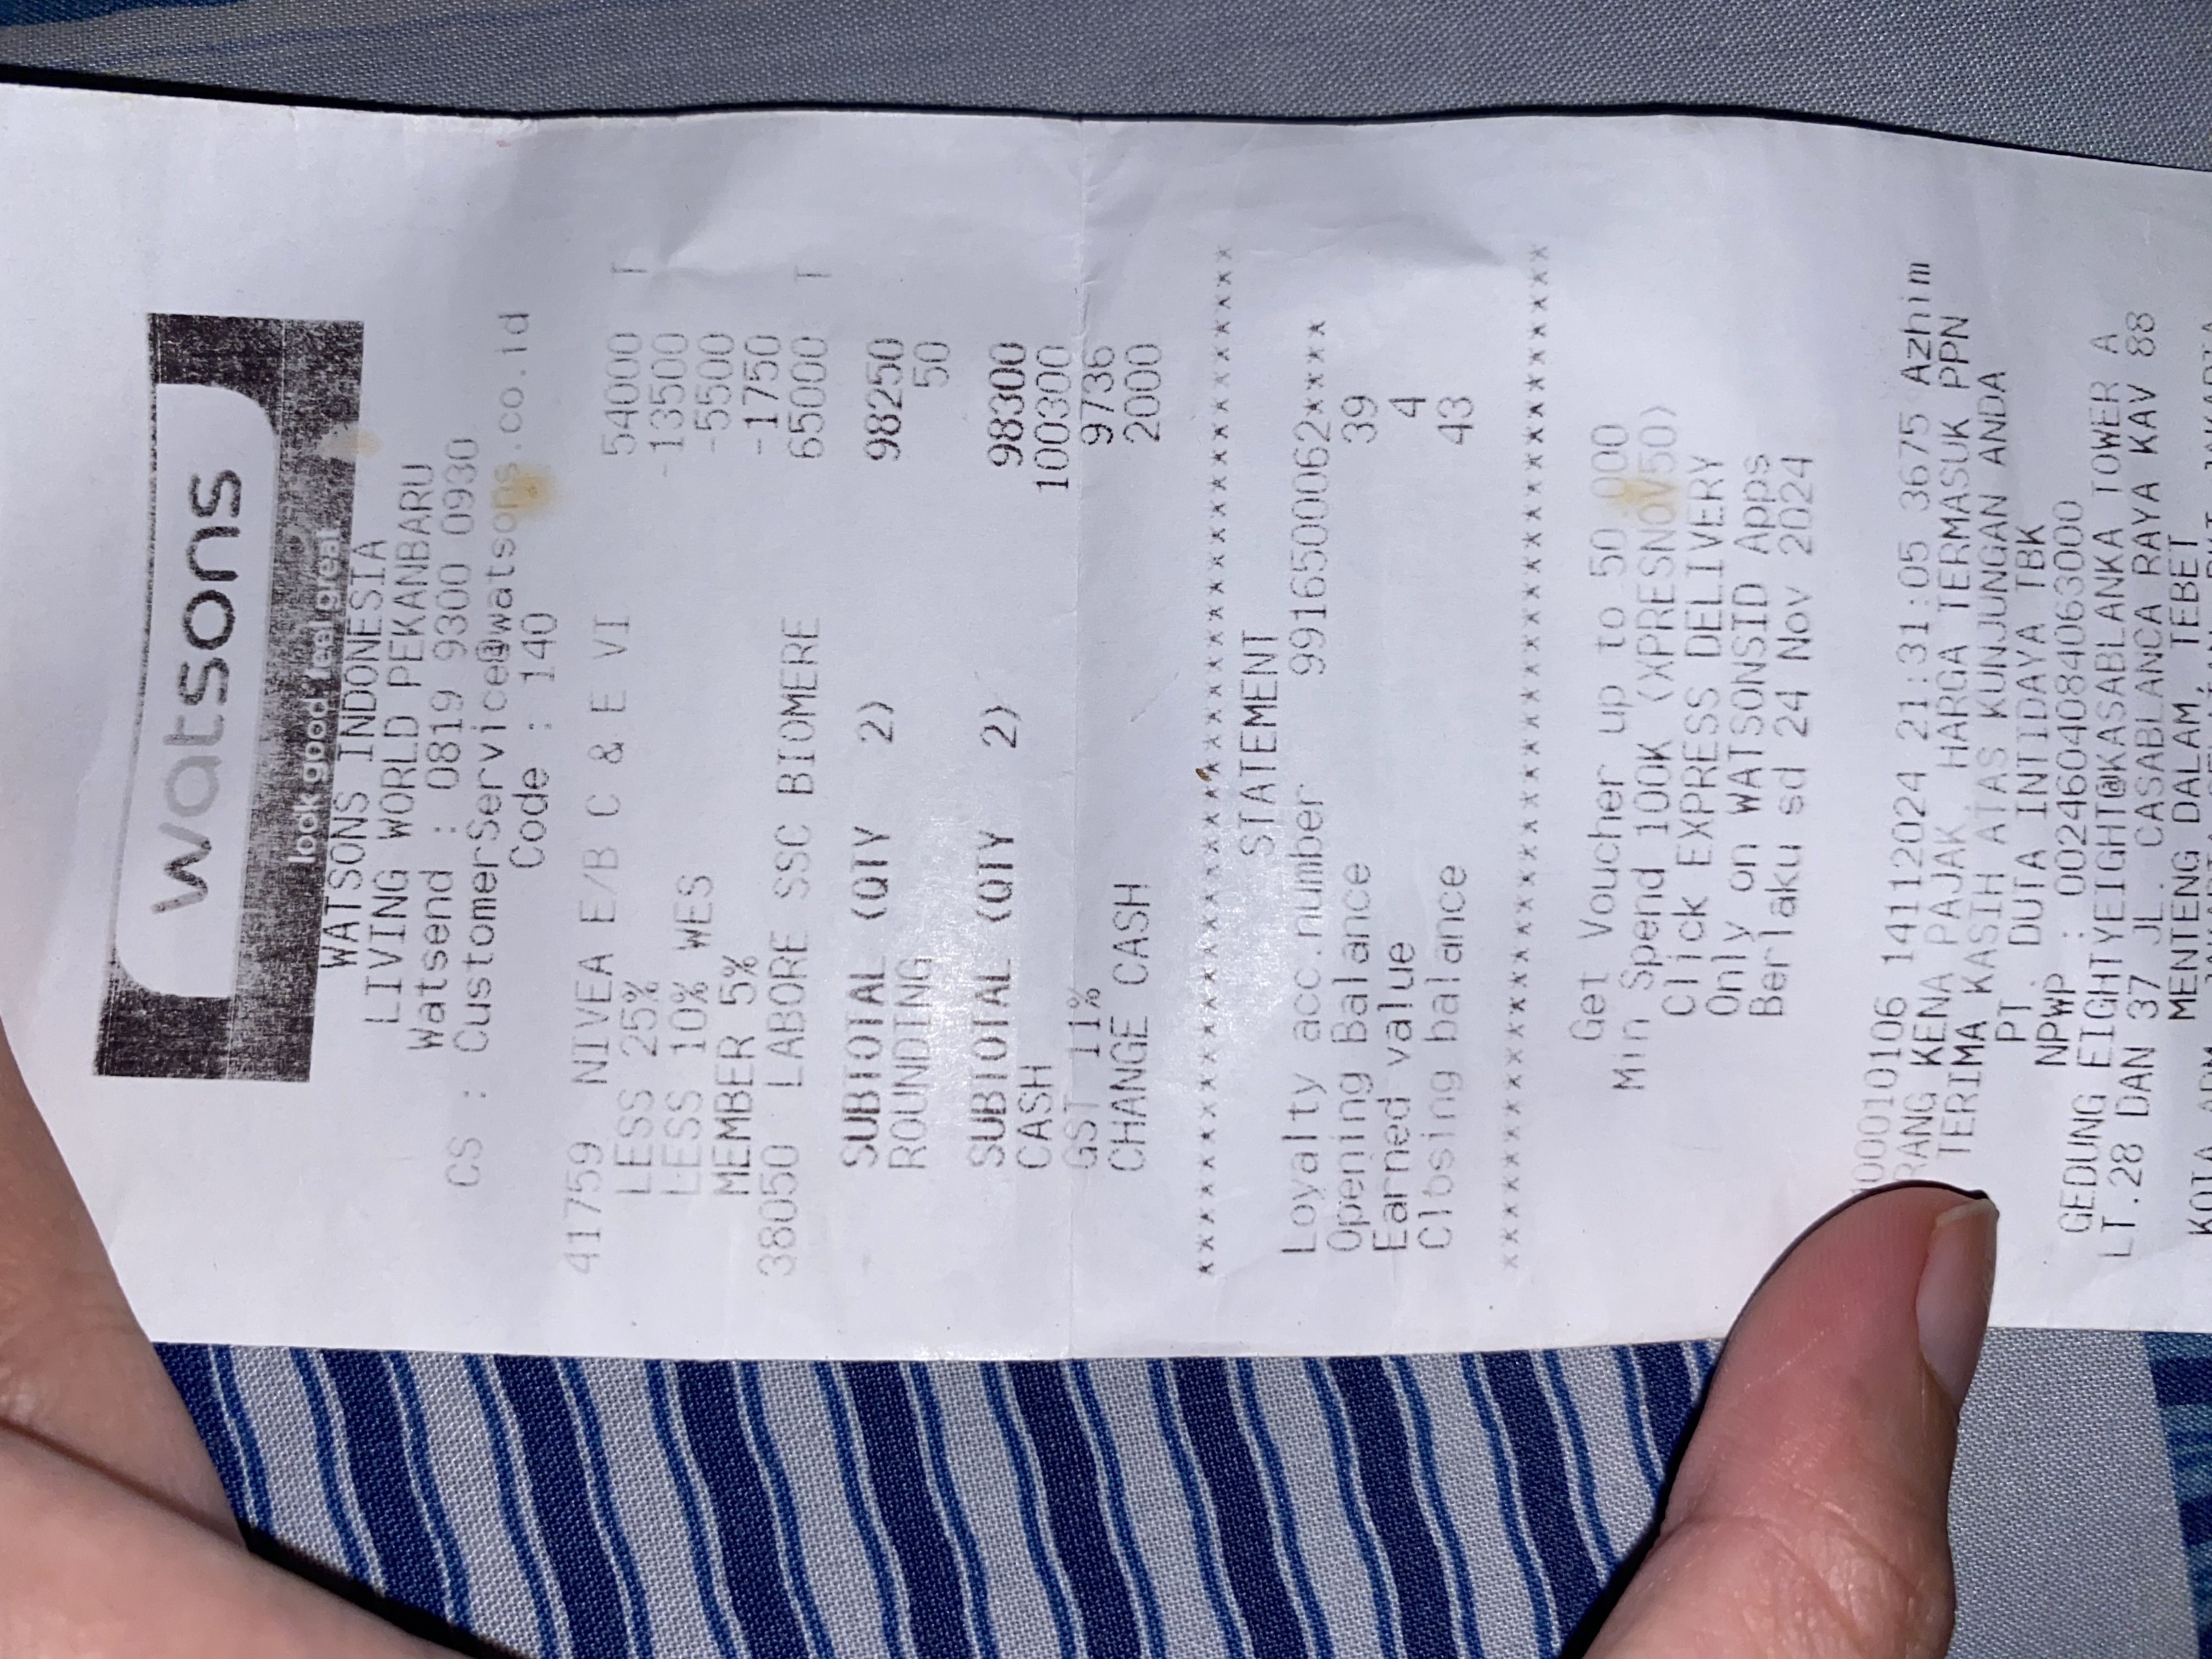 watsons
look good feel great
WATSONS INDONESIA
LIVING WORLD PEKANBARU
Watsend : 0819 9300 0930
CS : CustomerService@watsons.co.id
Code : 140
41759 NIVEA E/B C & E VI 54000 T
LESS 25% -13500
LESS 10% WES -5500
MEMBER 5% -1750
38050 LABORE SSC BIOMERE 65000 T
SUBTOTAL (QTY 2) 98250
ROUNDING 50
SUBTOTAL (QTY 2) 98300
CASH 100300
GST 11% 9736
CHANGE CASH 2000
****************************************
STATEMENT
Loyalty acc.number 9916500062****
Opening Balance 39
Earned value 4
Closing balance 43
****************************************
Get Voucher up to 50.000
Min Spend 100K (XPRESNOV50)
Click EXPRESS DELIVERY
Only on WATSONSID Apps
Berlaku sd 24 Nov 2024
00010106 14112024 21:31:05 3675 Azhim
RANG KENA PAJAK, HARGA TERMASUK PPN
TERIMA KASIH ATAS KUNJUNGAN ANDA
PT. DUTA INTIDAYA TBK
NPWP : 0024604084063000
GEDUNG EIGHTYEIGHT@KASABLANKA TOWER A
LT.28 DAN 37 JL. CASABLANCA RAYA KAV 88
MENTENG DALAM, TEBET
KOTA ADM. JAKARTA SELATAN, DKI JAKARTA